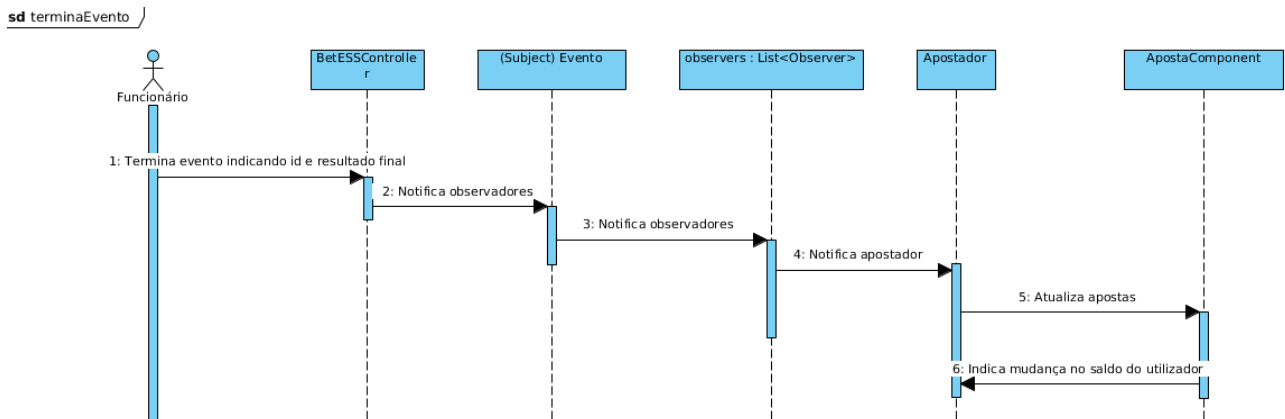 sd terminaEvento
BetESSControlle
r
(Subject) Evento
observers : List<Observer>
Apostador
ApostaComponent
Funcionário
1: Termina evento indicando id e resultado final
2: Notifica observadores
3: Notifica observadores
4: Notifica apostador
5: Atualiza apostas
6: Indica mudança no saldo do utilizador